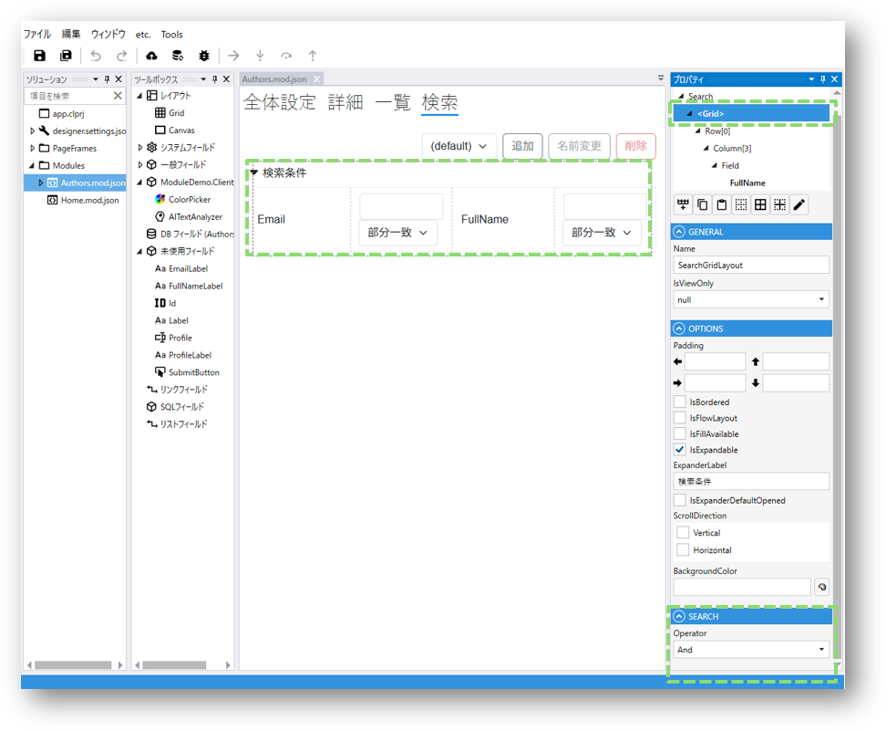 ファイル 編集 ウィンドウ etc. Tools
ソリューション
項目を検索
app.clprj
designer.settings.jso
PageFrames
Modules
Authors.mod.json
Home.mod.json
ツールボックス
レイアウト
Grid
Canvas
システムフィールド
一般フィールド
ModuleDemo.Client
ColorPicker
AITextAnalyzer
DB フィールド (Author:
未使用フィールド
EmailLabel
FullNameLabel
Id
Label
Profile
ProfileLabel
SubmitButton
リンクフィールド
SQLフィールド
リストフィールド
Authors.mod.json
全体設定 詳細 一覧 検索
(default) 追加 名前変更 削除
検索条件
Email
部分一致
FullName
部分一致
プロパティ
Search
<Grid>
Row[0]
Column[3]
Field
FullName
GENERAL
Name
SearchGridLayout
IsViewOnly
null
OPTIONS
Padding
IsBordered
IsFlowLayout
IsFillAvailable
IsExpandable
ExpanderLabel
検索条件
IsExpanderDefaultOpened
ScrollDirection
Vertical
Horizontal
BackgroundColor
SEARCH
Operator
And